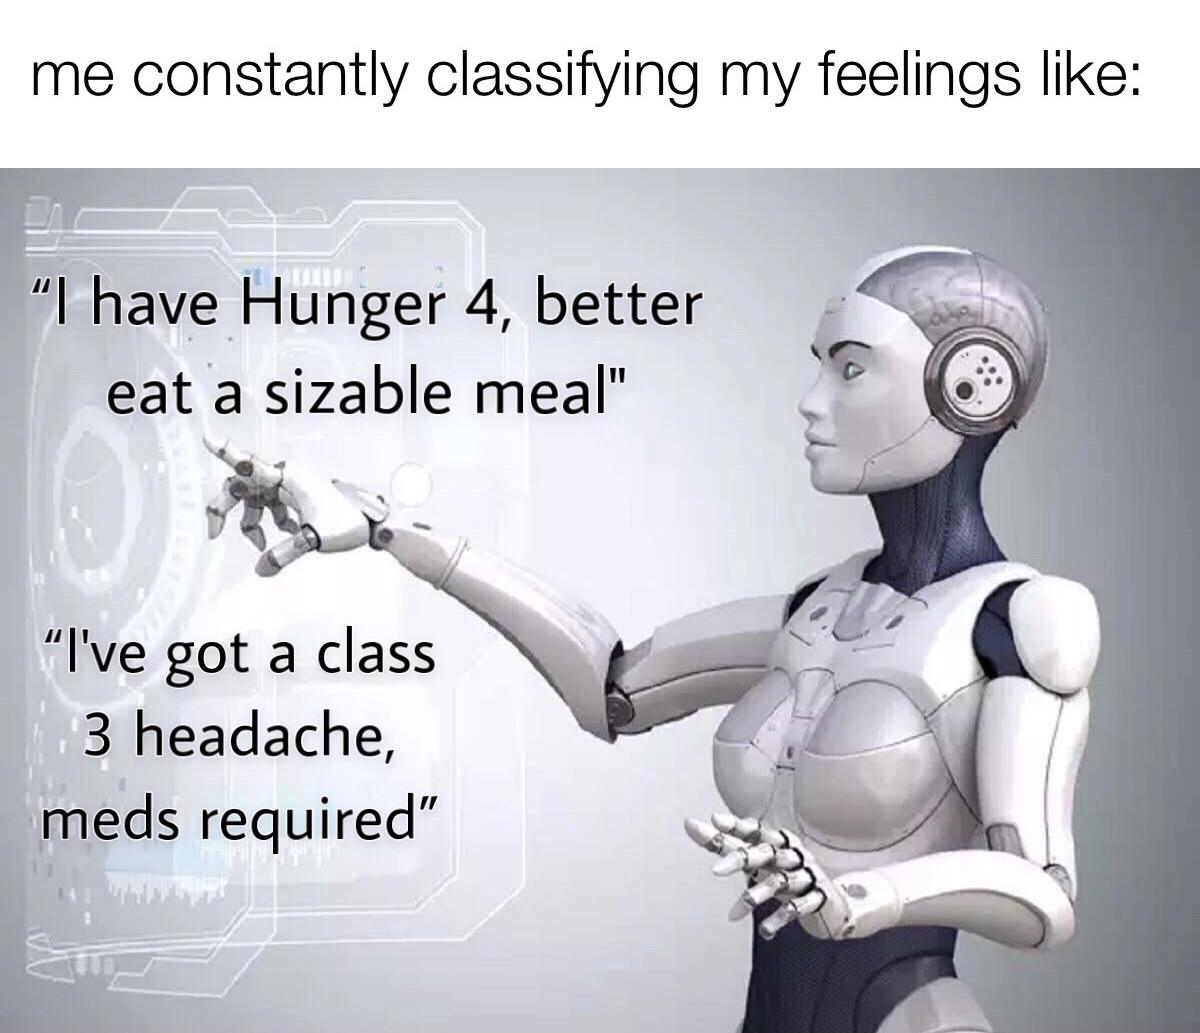 me constantly classifying my feelings like:
“I have Hunger 4, better
eat a sizable meal"
“I've got a class
3 headache,
meds required”